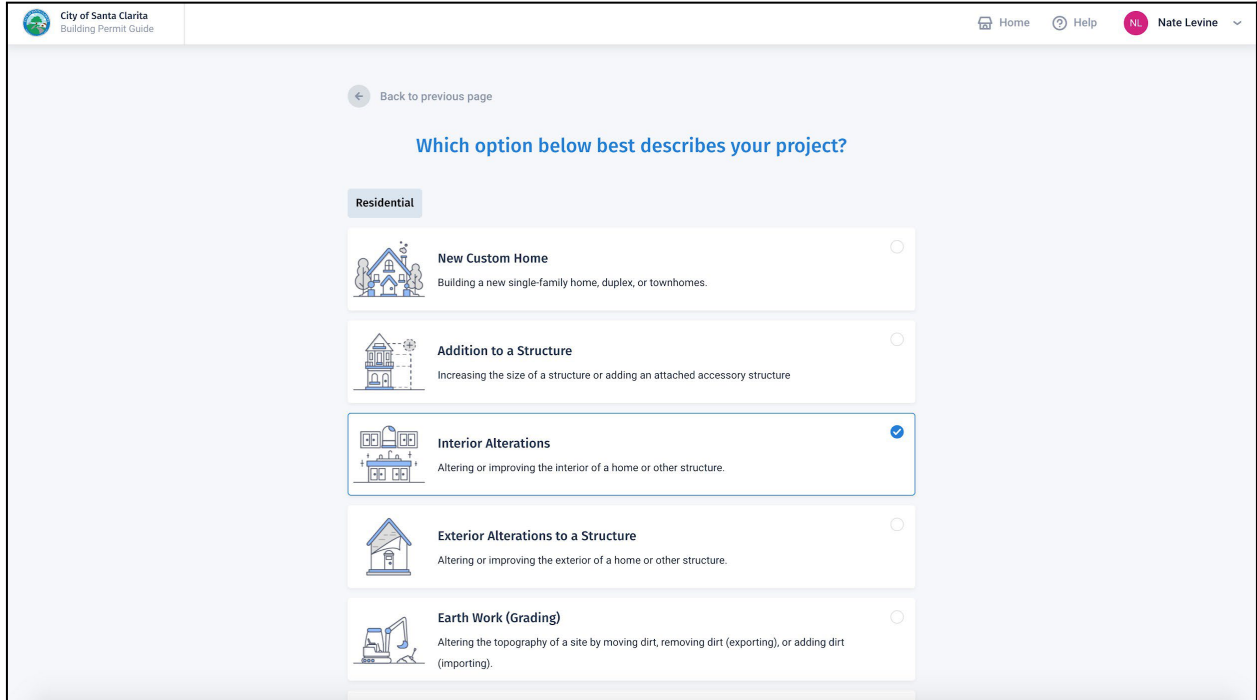 City of Santa Clarita
Building Permit Guide
Home
Help
NL
Nate Levine
Back to previous page
Which option below best describes your project?
Residential
New Custom Home
Building a new single-family home, duplex, or townhomes.
Addition to a Structure
Increasing the size of a structure or adding an attached accessory structure
Interior Alterations
Altering or improving the interior of a home or other structure.
Exterior Alterations to a Structure
Altering or improving the exterior of a home or other structure.
Earth Work (Grading)
Altering the topography of a site by moving dirt, removing dirt (exporting), or adding dirt
(importing).